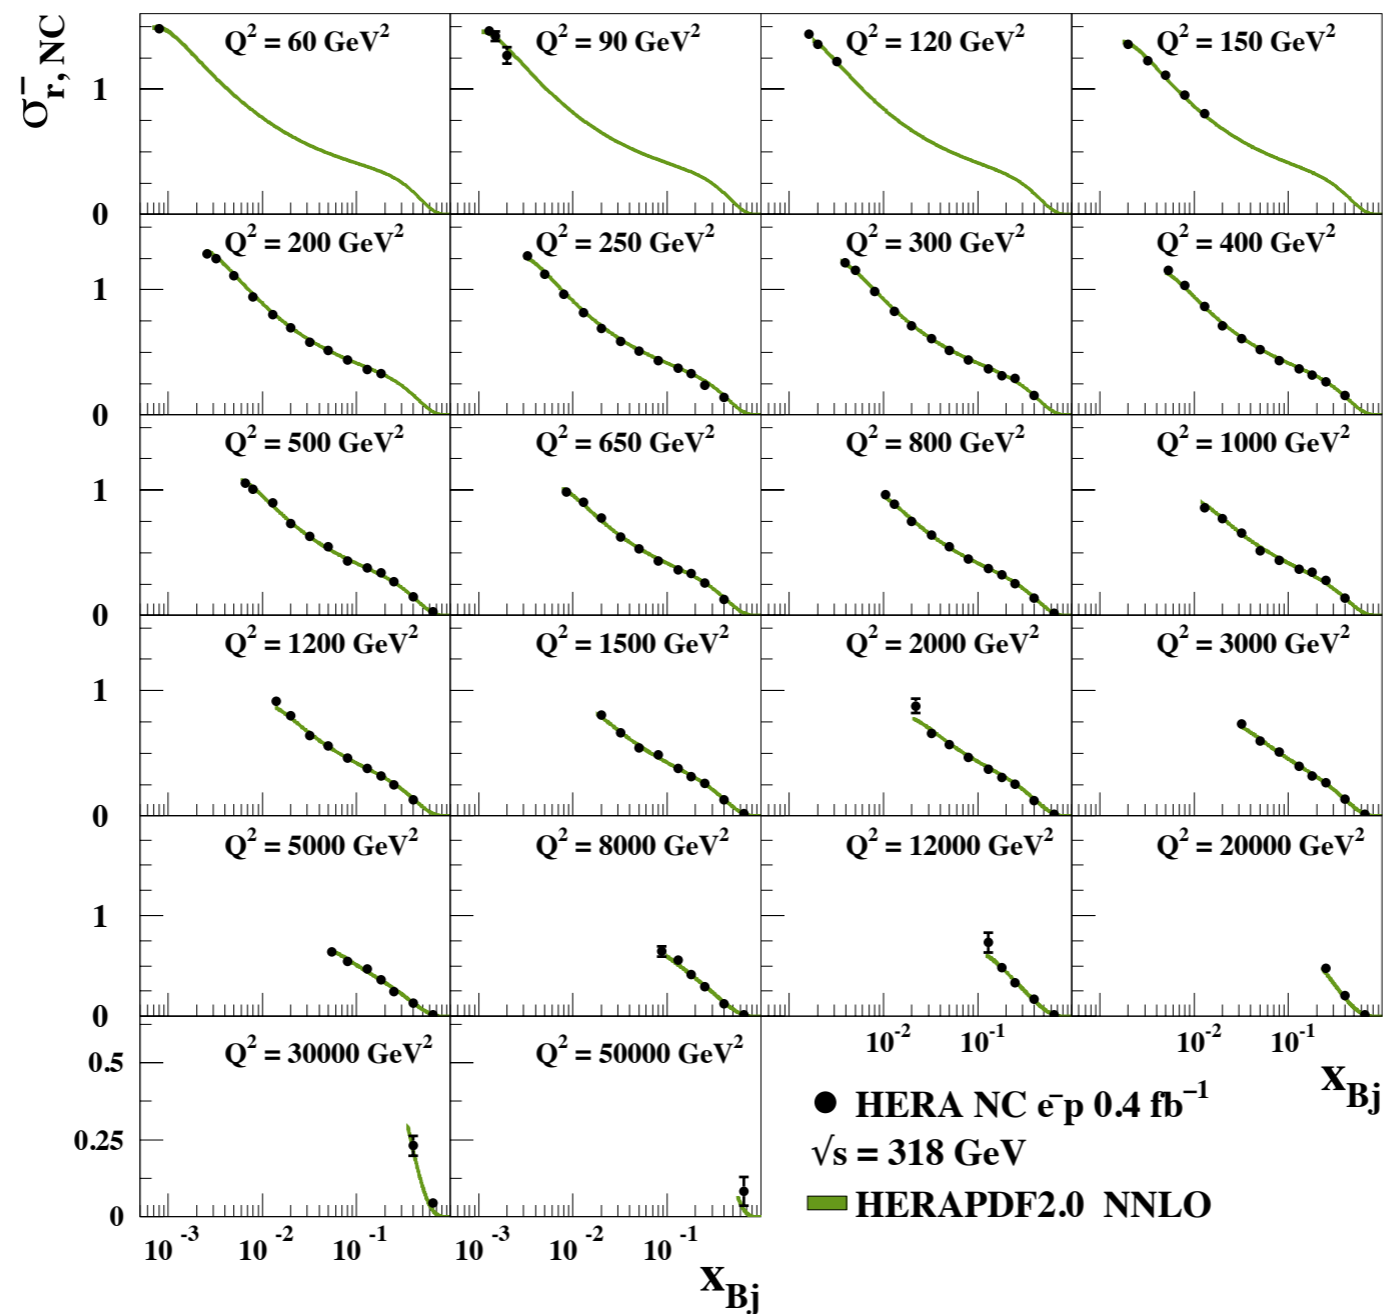 σ⁻r, NC
Q² = 60 GeV² Q² = 90 GeV² Q² = 120 GeV² Q² = 150 GeV²
1
0
Q² = 200 GeV² Q² = 250 GeV² Q² = 300 GeV² Q² = 400 GeV²
1
0
Q² = 500 GeV² Q² = 650 GeV² Q² = 800 GeV² Q² = 1000 GeV²
1
0
Q² = 1200 GeV² Q² = 1500 GeV² Q² = 2000 GeV² Q² = 3000 GeV²
1
0
Q² = 5000 GeV² Q² = 8000 GeV² Q² = 12000 GeV² Q² = 20000 GeV²
1
0
10⁻² 10⁻¹ 10⁻² 10⁻¹
xBj
Q² = 30000 GeV² Q² = 50000 GeV²
0.5
0.25
0
10⁻³ 10⁻² 10⁻¹ 10⁻³ 10⁻² 10⁻¹
xBj
HERA NC e⁻p 0.4 fb⁻¹
√s = 318 GeV
HERAPDF2.0 NNLO